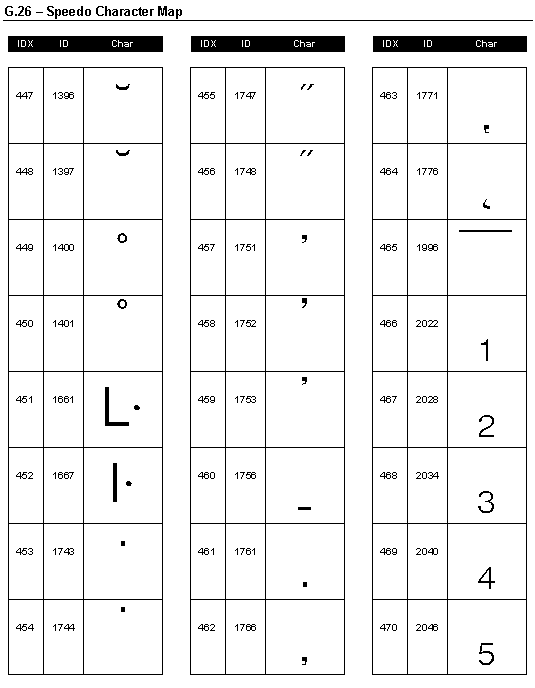 G.26 – Speedo Character Map
IDX ID Char
447 1396 ˘
448 1397 ˘
449 1400 °
450 1401 °
451 1661 L·
452 1667 l·
453 1743 ˙
454 1744 ˙
IDX ID Char
455 1747 ˝
456 1748 ˝
457 1751 ʼ
458 1752 ʼ
459 1753 ʼ
460 1756 _
461 1761 .
462 1766 ,
IDX ID Char
463 1771 ,
464 1776 ˛
465 1996 ‾
466 2022 1
467 2028 2
468 2034 3
469 2040 4
470 2046 5